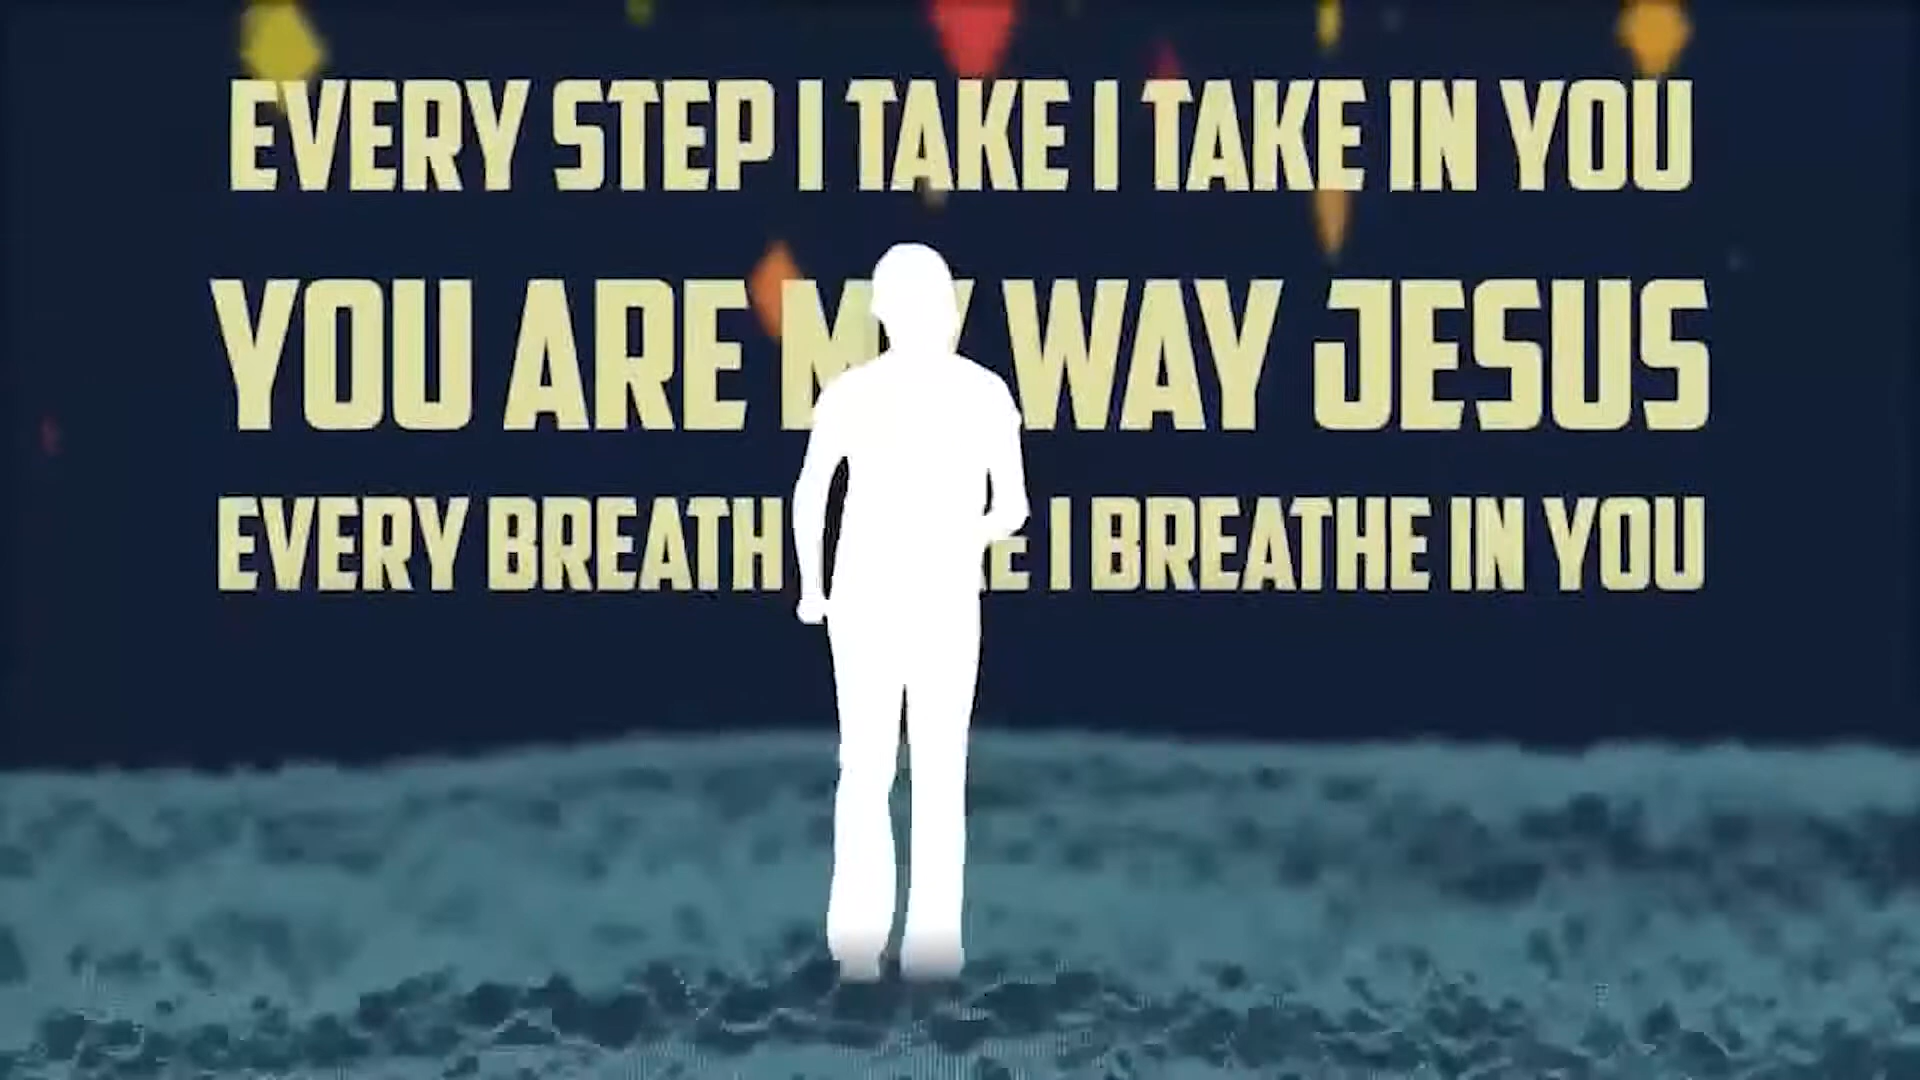 EVERY STEP I TAKE I TAKE IN YOU
YOU ARE MY WAY JESUS
EVERY BREATH I BREATHE IN YOU